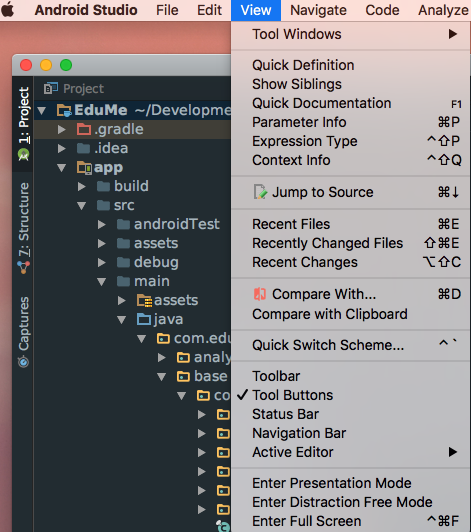 Android Studio File Edit View Navigate Code Analyze
Tool Windows
Quick Definition
Show Siblings
Quick Documentation F1
Parameter Info ⌘P
Expression Type ⌃⇧P
Context Info ⌃⇧Q
Jump to Source ⌘↓
Recent Files ⌘E
Recently Changed Files ⇧⌘E
Recent Changes ⌥⇧C
Compare With... ⌘D
Compare with Clipboard
Quick Switch Scheme... ⌃`
Toolbar
✓ Tool Buttons
Status Bar
Navigation Bar
Active Editor
Enter Presentation Mode
Enter Distraction Free Mode
Enter Full Screen ⌃⌘F
1: Project
7: Structure
Captures
Project
EduMe ~/Developme
.gradle
.idea
app
build
src
androidTest
assets
debug
main
assets
java
com.edu
analy
base
co